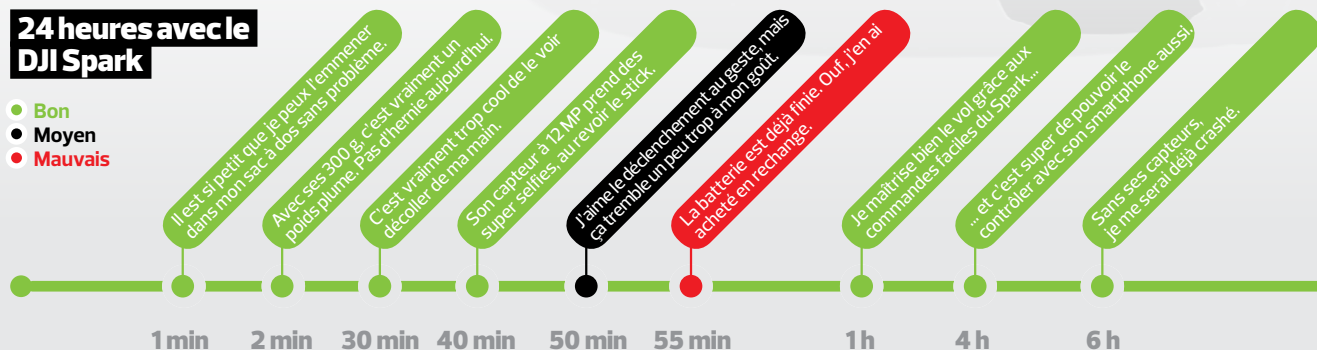 24 heures avec le
DJI Spark
Bon
Moyen
Mauvais
Il est si petit que je peux l'emmener
dans mon sac à dos sans problème.
Avec ses 300 g, c'est vraiment un
poids plume. Pas d'hernie aujourd'hui.
C'est vraiment trop cool de le voir
décoller de ma main.
Son capteur à 12 MP prend des
super selfies, au revoir le stick.
J'aime le déclenchement au geste, mais
ça tremble un peu trop à mon goût.
La batterie est déjà finie. Ouf, j'en ai
acheté en rechange.
Je maîtrise bien le vol grâce aux
commandes faciles du Spark...
... et c'est super de pouvoir le
contrôler avec son smartphone aussi.
Sans ses capteurs,
je me serai déjà crashé.
1 min
2 min
30 min
40 min
50 min
55 min
1 h
4 h
6 h